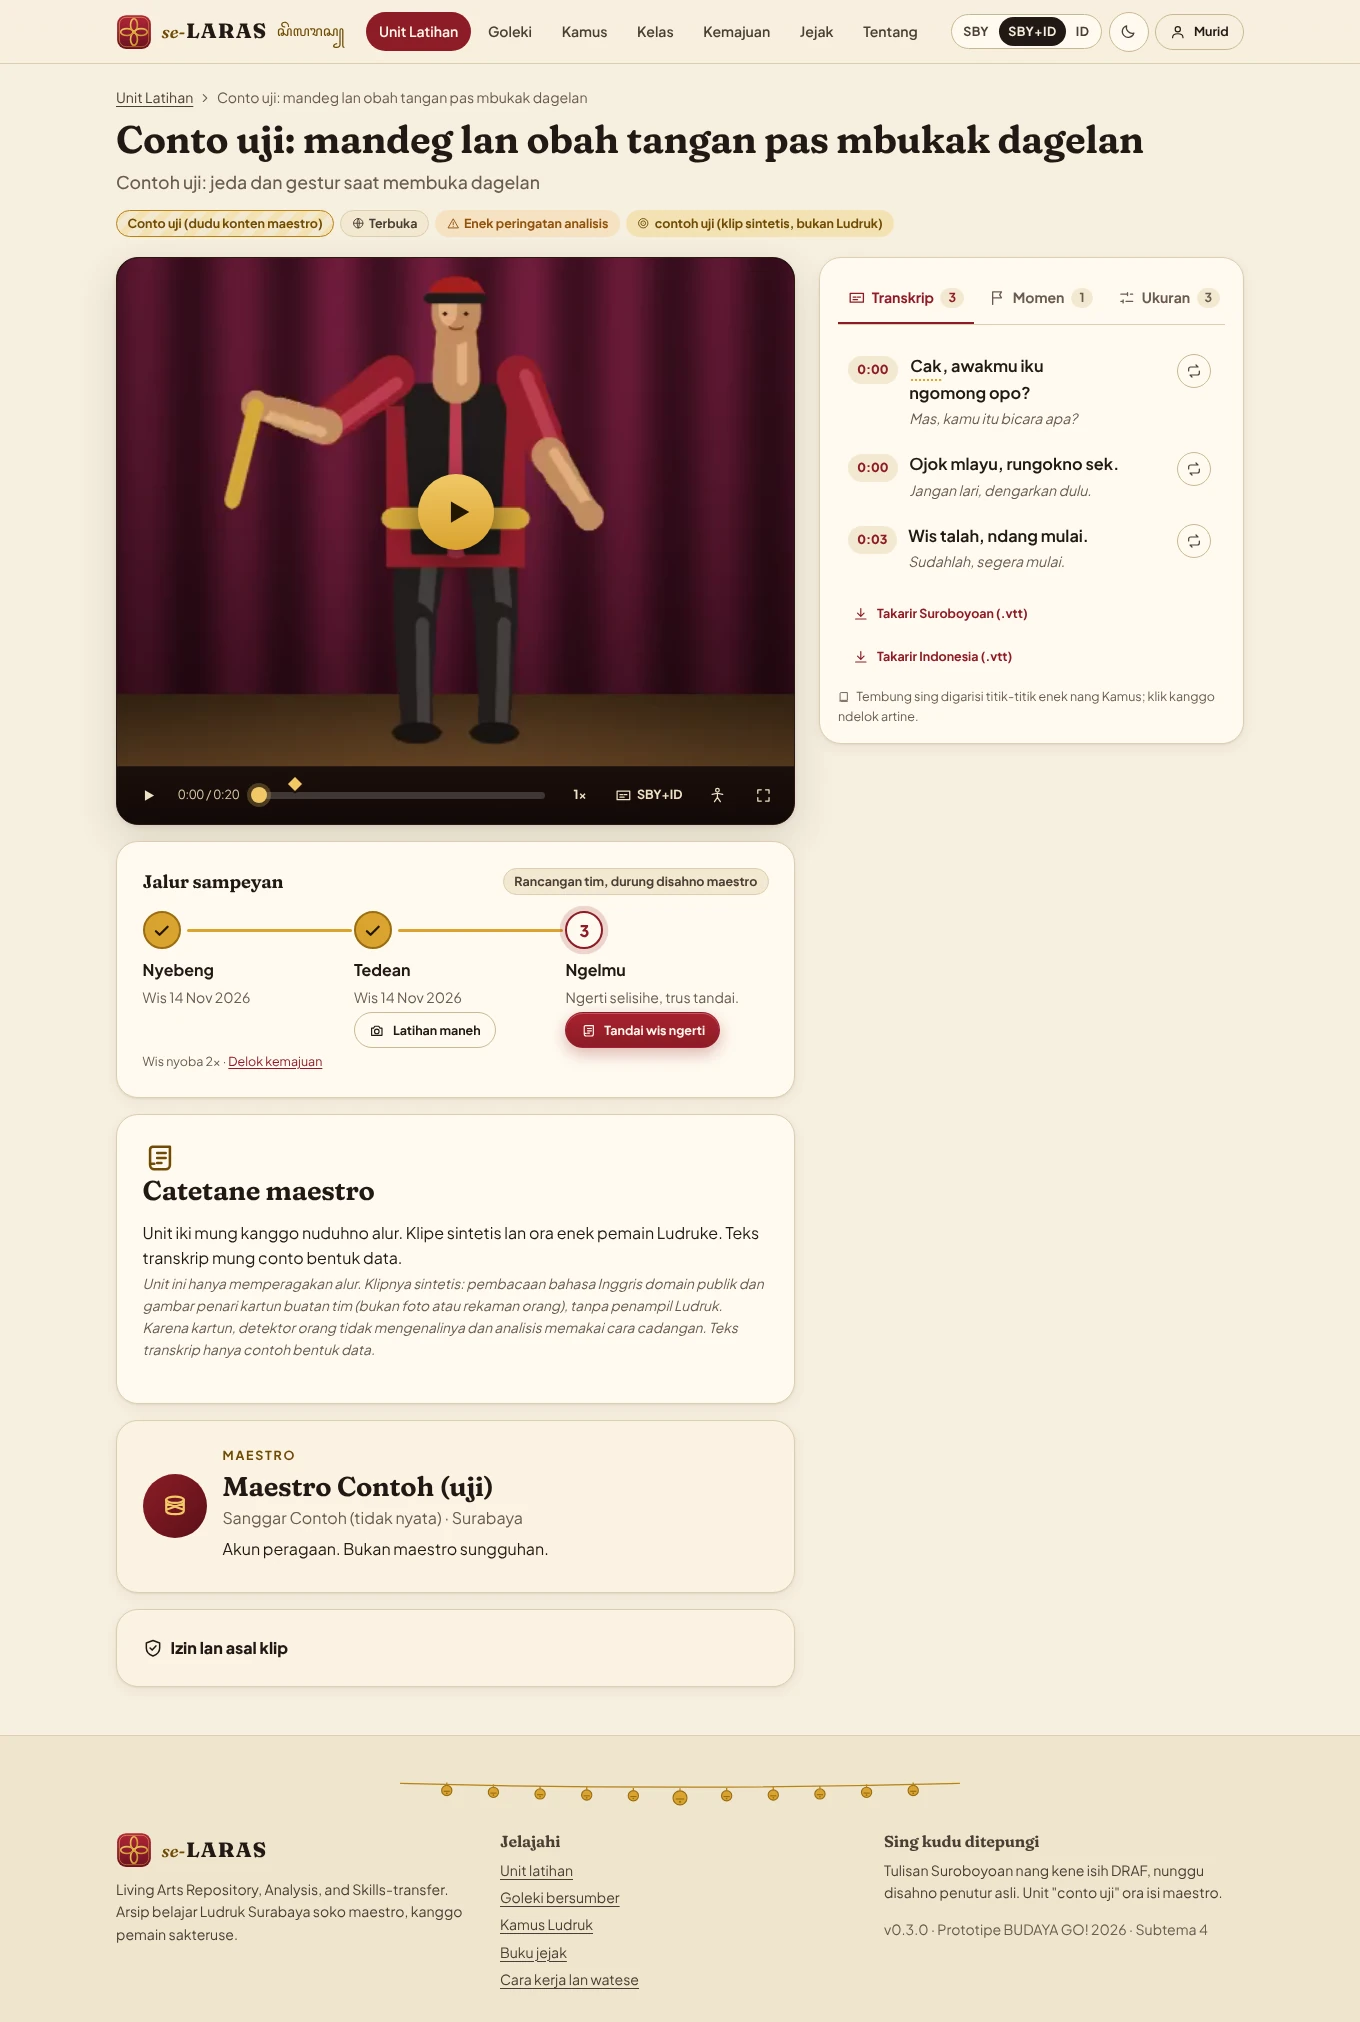 se-LARAS
Unit Latihan
Goleki
Kamus
Kelas
Kemajuan
Jejak
Tentang
SBY
SBY+ID
ID
Murid
Unit Latihan
Conto uji: mandeg lan obah tangan pas mbukak dagelan
Conto uji: mandeg lan obah tangan pas mbukak dagelan
Contoh uji: jeda dan gestur saat membuka dagelan
Conto uji (dudu konten maestro)
Terbuka
Enek peringatan analisis
contoh uji (klip sintetis, bukan Ludruk)
0:00 / 0:20
1×
SBY+ID
Transkrip 3
Momen 1
Ukuran 3
0:00
Cak, awakmu iku
ngomong opo?
Mas, kamu itu bicara apa?
0:00
Ojok mlayu, rungokno sek.
Jangan lari, dengarkan dulu.
0:03
Wis talah, ndang mulai.
Sudahlah, segera mulai.
Takarir Suroboyoan (.vtt)
Takarir Indonesia (.vtt)
Tembung sing digarisi titik-titik enek nang Kamus; klik kanggo
ndelok artine.
Jalur sampeyan
Rancangan tim, durung disahno maestro
3
Nyebeng
Tedean
Ngelmu
Wis 14 Nov 2026
Wis 14 Nov 2026
Ngerti selisihe, trus tandai.
Latihan maneh
Tandai wis ngerti
Wis nyoba 2× · Delok kemajuan
Catetane maestro
Unit iki mung kanggo nuduhno alur. Klipe sintetis lan ora enek pemain Ludruke. Teks
transkrip mung conto bentuk data.
Unit ini hanya memperagakan alur. Klipnya sintetis: pembacaan bahasa Inggris domain publik dan
gambar penari kartun buatan tim (bukan foto atau rekaman orang), tanpa penampil Ludruk.
Karena kartun, detektor orang tidak mengenalinya dan analisis memakai cara cadangan. Teks
transkrip hanya contoh bentuk data.
MAESTRO
Maestro Contoh (uji)
Sanggar Contoh (tidak nyata) · Surabaya
Akun peragaan. Bukan maestro sungguhan.
Izin lan asal klip
se-LARAS
Living Arts Repository, Analysis, and Skills-transfer.
Arsip belajar Ludruk Surabaya soko maestro, kanggo
pemain sakteruse.
Jelajahi
Unit latihan
Goleki bersumber
Kamus Ludruk
Buku jejak
Cara kerja lan watese
Sing kudu ditepungi
Tulisan Suroboyoan nang kene isih DRAF, nunggu
disahno penutur asli. Unit "conto uji" ora isi maestro.
v0.3.0 · Prototipe BUDAYA GO! 2026 · Subtema 4